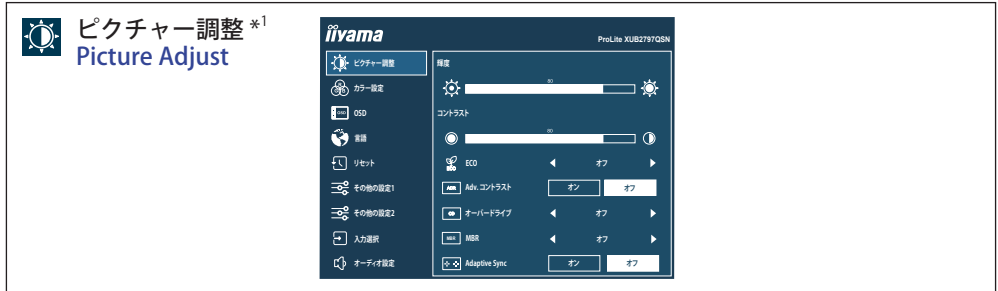 ピクチャー調整 *1
Picture Adjust
iiyama
ProLite XUB2797QSN
ピクチャー調整
カラー設定
OSD
OSD
言語
リセット
その他の設定1
その他の設定2
入力選択
オーディオ設定
輝度
80
コントラスト
80
ECO
ECO オフ
ACR
Adv. コントラスト オン オフ
OD
オーバードライブ オフ
MBR
MBR オフ
Adaptive Sync オン オフ